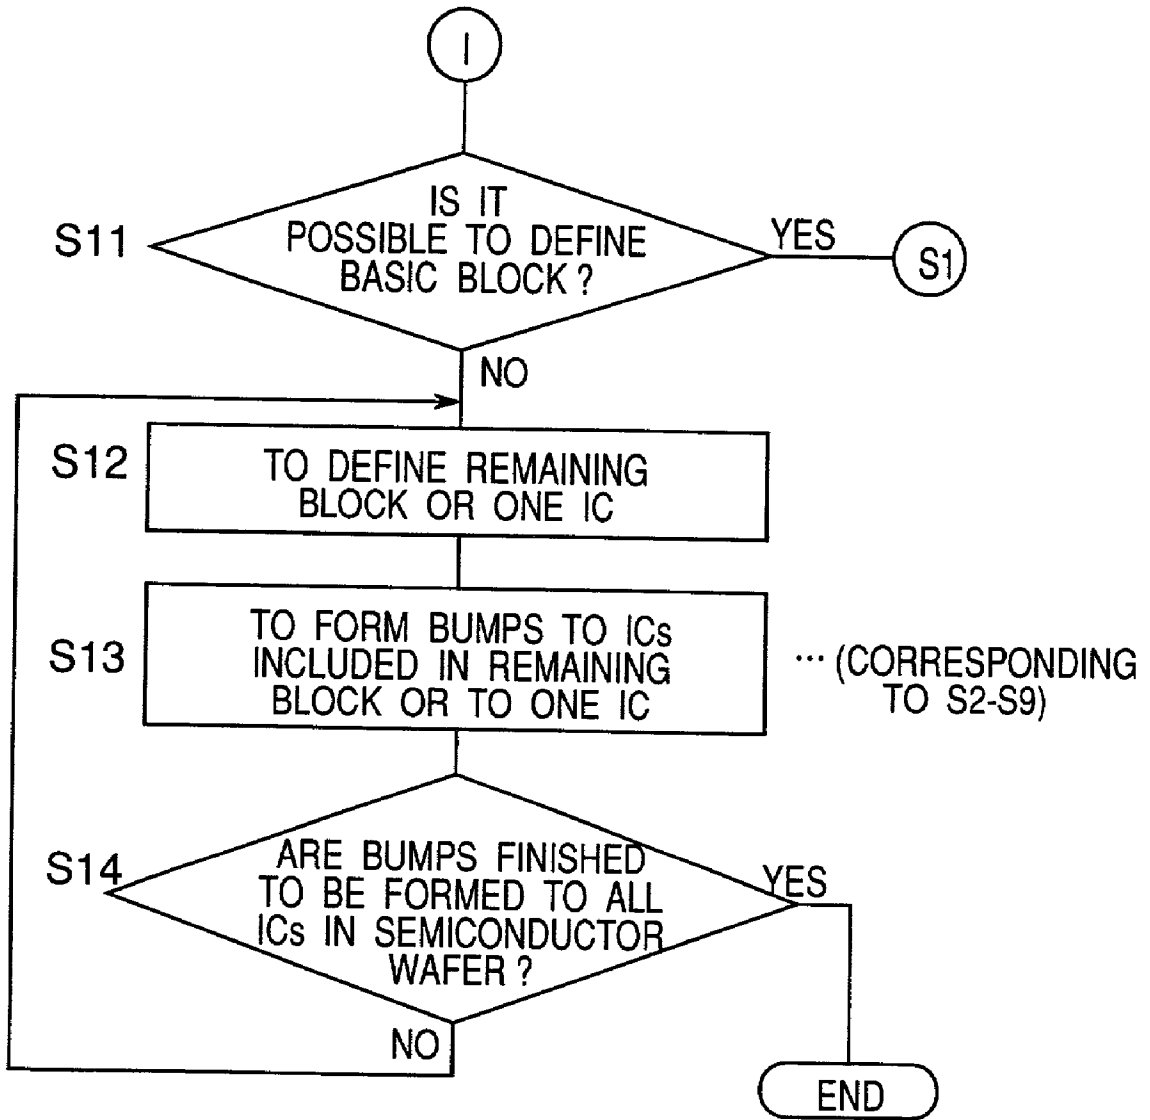 I
S11
IS IT
POSSIBLE TO DEFINE
BASIC BLOCK?
YES
S1
NO
S12
TO DEFINE REMAINING
BLOCK OR ONE IC
S13
TO FORM BUMPS TO ICs
INCLUDED IN REMAINING
BLOCK OR TO ONE IC
··· (CORRESPONDING
TO S2-S9)
S14
ARE BUMPS FINISHED
TO BE FORMED TO ALL
ICs IN SEMICONDUCTOR
WAFER?
YES
NO
END